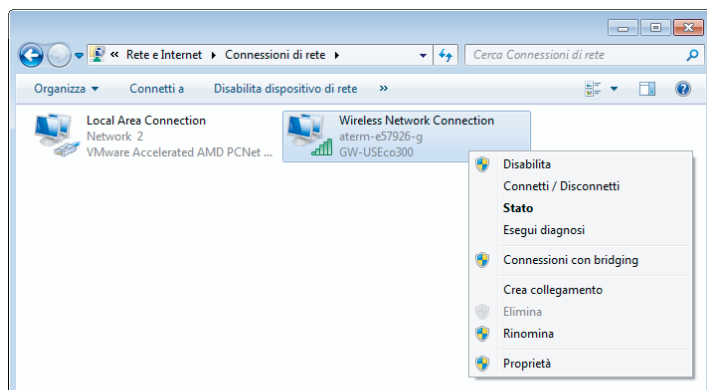 « Rete e Internet Connessioni di rete Cerca Connessioni di rete
Organizza Connetti a Disabilita dispositivo di rete »
Local Area Connection
Network 2
VMware Accelerated AMD PCNet ...
Wireless Network Connection
aterm-e57926-g
GW-USEco300
Disabilita
Connetti / Disconnetti
Stato
Esegui diagnosi
Connessioni con bridging
Crea collegamento
Elimina
Rinomina
Proprietà